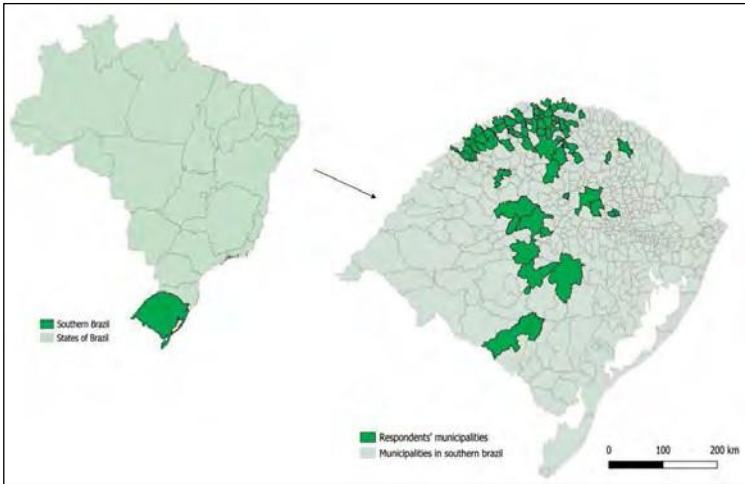 Southern Brazil
States of Brazil
Respondents' municipalities
Municipalities in southern brazil
0 100 200 km